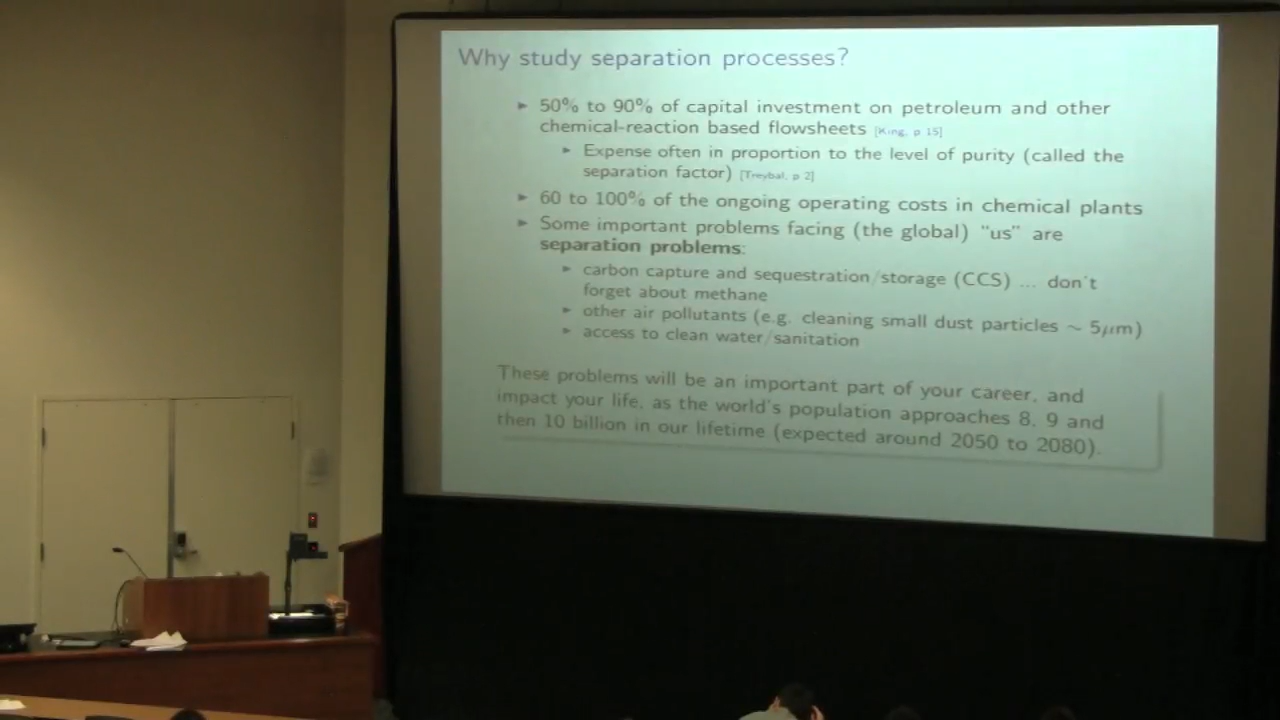 Why study separation processes?
► 50% to 90% of capital investment on petroleum and other
chemical-reaction based flowsheets [King, p 15]
► Expense often in proportion to the level of purity (called the
separation factor) [Treybal, p 2]
► 60 to 100% of the ongoing operating costs in chemical plants
► Some important problems facing (the global) "us" are
separation problems:
► carbon capture and sequestration/storage (CCS) ... don't
forget about methane
► other air pollutants (e.g. cleaning small dust particles ∼ 5μm)
► access to clean water/sanitation
These problems will be an important part of your career, and
impact your life, as the world's population approaches 8, 9 and
then 10 billion in our lifetime (expected around 2050 to 2080).